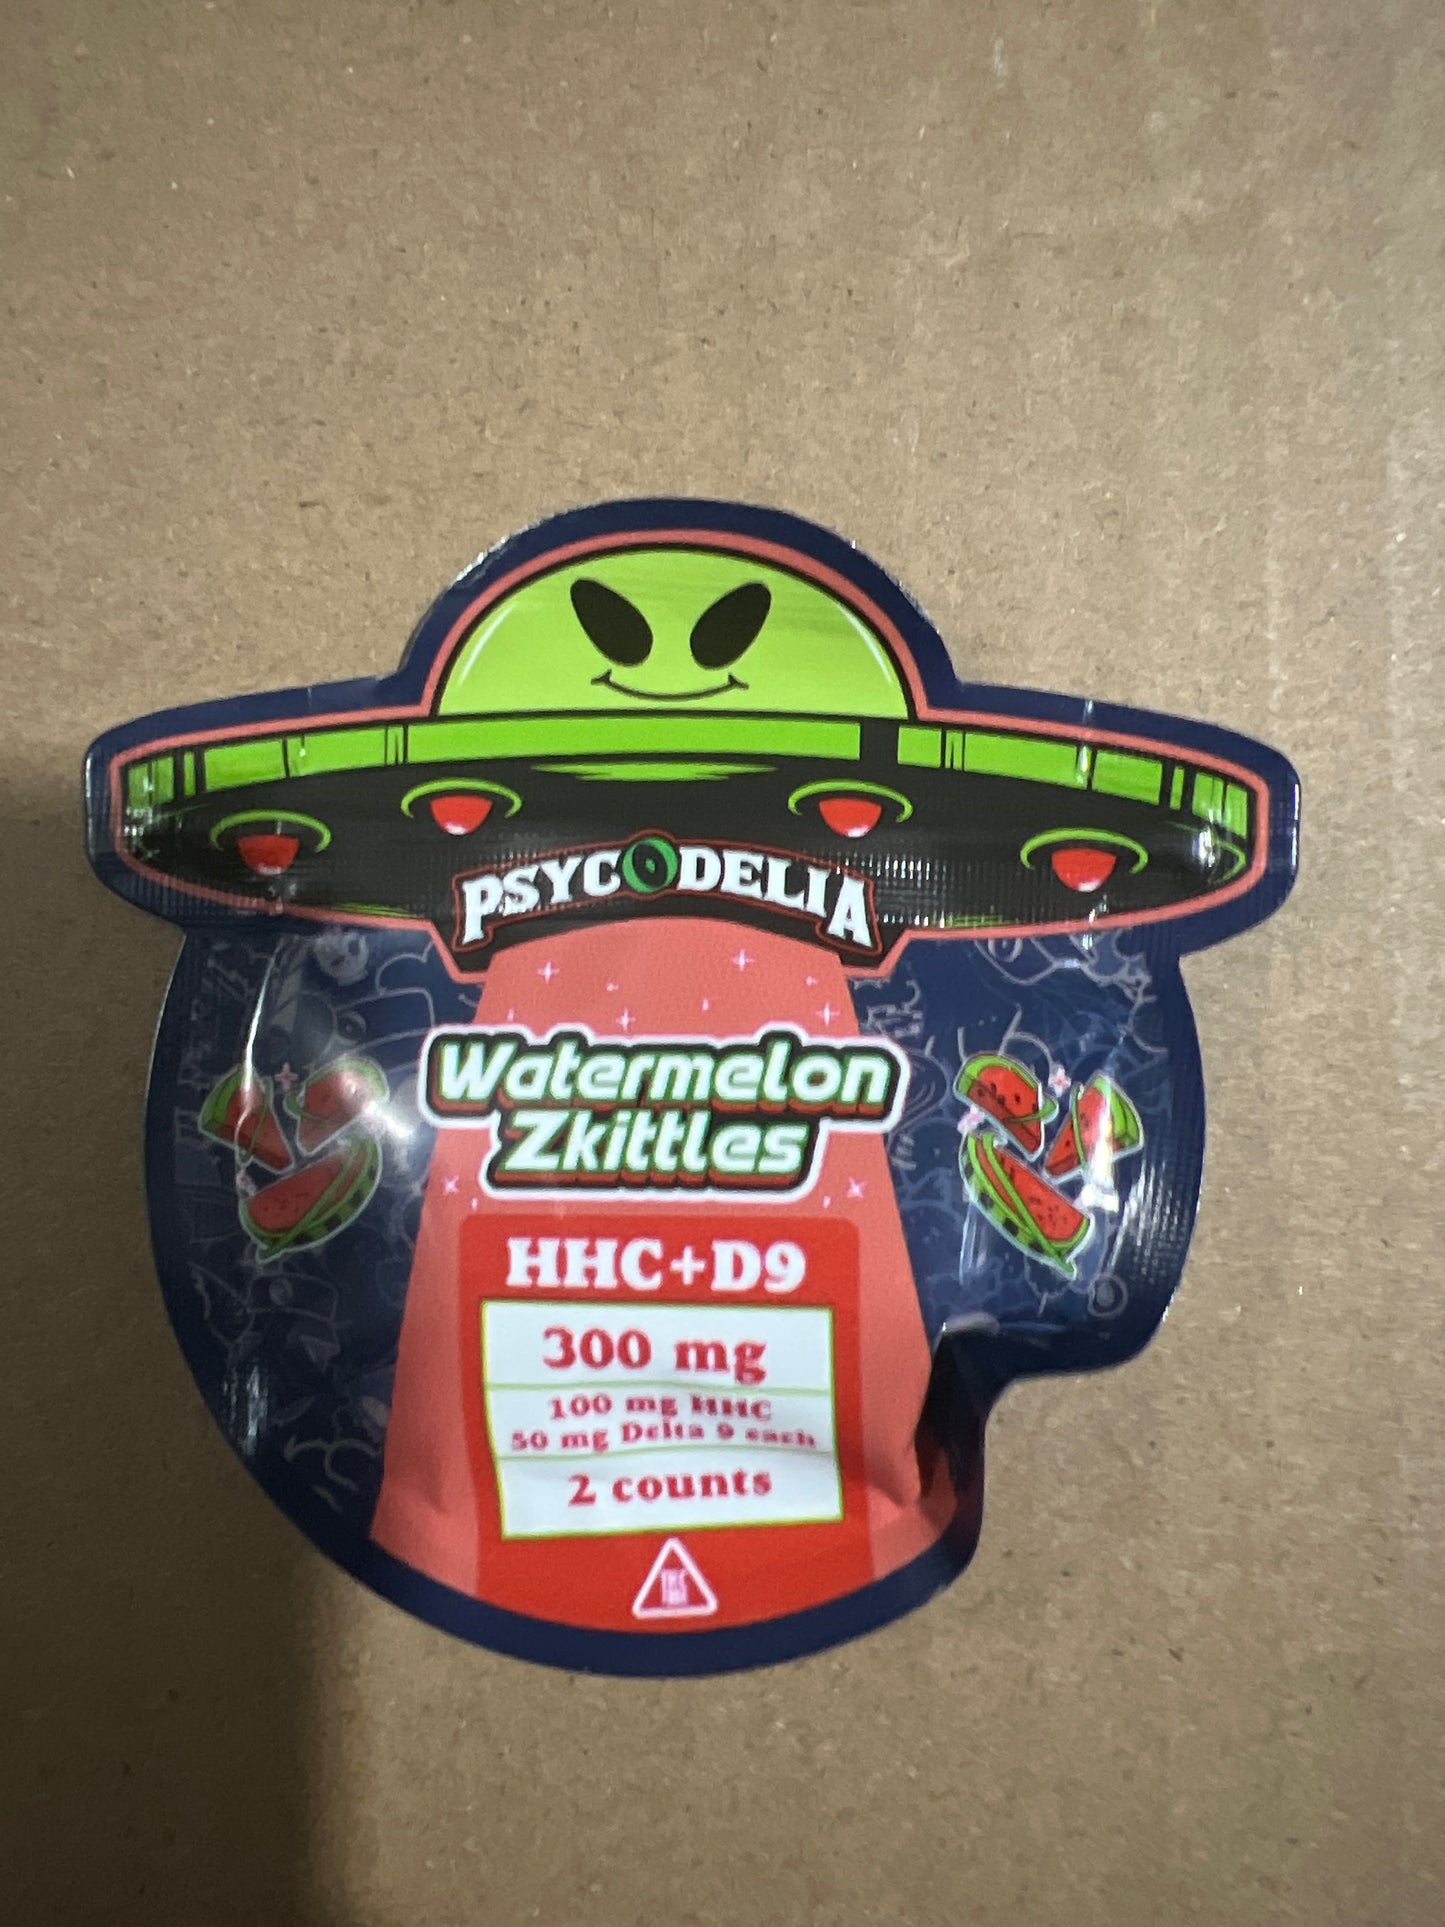 PSYCODELIA
Watermelon
Zkittles
HHC+D9
300 mg
100 mg HHC
50 mg Delta 9 each
2 counts